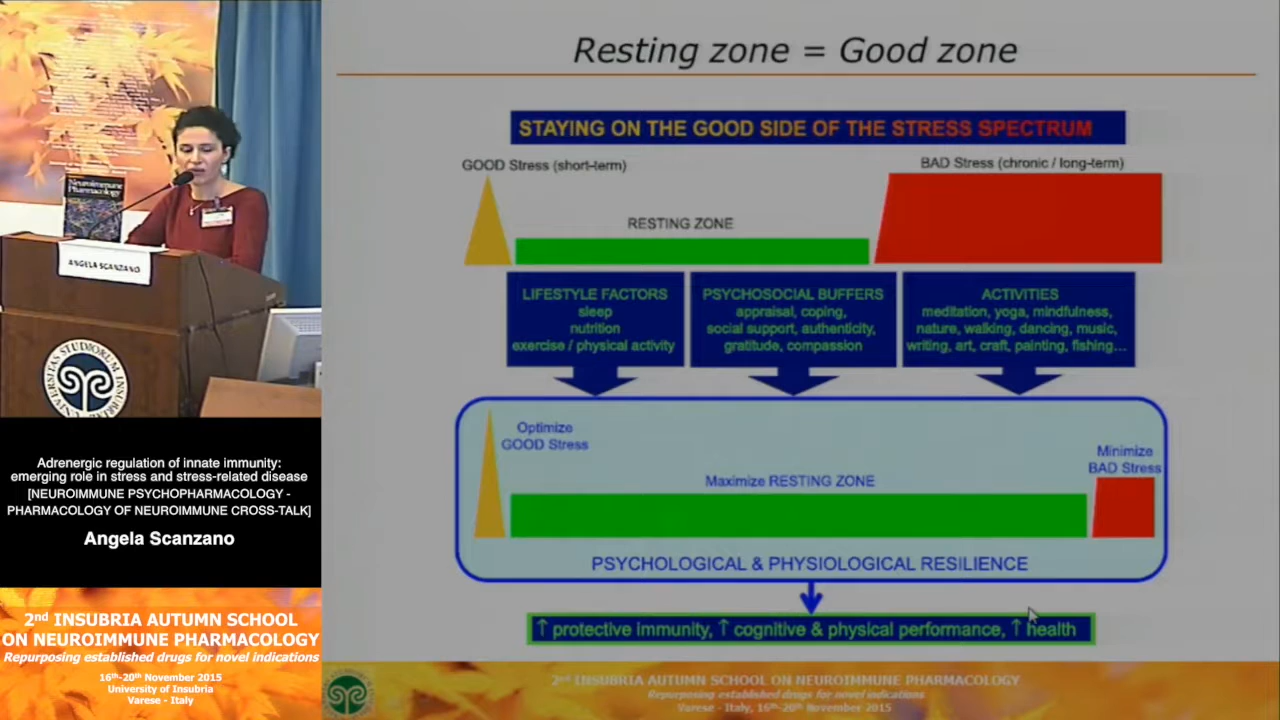 Neuroimmune
Pharmacology
ANGELA SCANZANO
Adrenergic regulation of innate immunity:
emerging role in stress and stress-related disease
[NEUROIMMUNE PSYCHOPHARMACOLOGY -
PHARMACOLOGY OF NEUROIMMUNE CROSS-TALK]
Angela Scanzano
2nd INSUBRIA AUTUMN SCHOOL
ON NEUROIMMUNE PHARMACOLOGY
Repurposing established drugs for novel indications
16th-20th November 2015
University of Insubria
Varese - Italy
Resting zone = Good zone
STAYING ON THE GOOD SIDE OF THE STRESS SPECTRUM
GOOD Stress (short-term)
BAD Stress (chronic / long-term)
RESTING ZONE
LIFESTYLE FACTORS
sleep
nutrition
exercise / physical activity
PSYCHOSOCIAL BUFFERS
appraisal, coping,
social support, authenticity,
gratitude, compassion
ACTIVITIES
meditation, yoga, mindfulness,
nature, walking, dancing, music,
writing, art, craft, painting, fishing...
Optimize
GOOD Stress
Maximize RESTING ZONE
Minimize
BAD Stress
PSYCHOLOGICAL & PHYSIOLOGICAL RESILIENCE
↑ protective immunity, ↑ cognitive & physical performance, ↑ health
2nd INSUBRIA AUTUMN SCHOOL ON NEUROIMMUNE PHARMACOLOGY
Repurposing established drugs for novel indications
Varese - Italy, 16th-20th November 2015